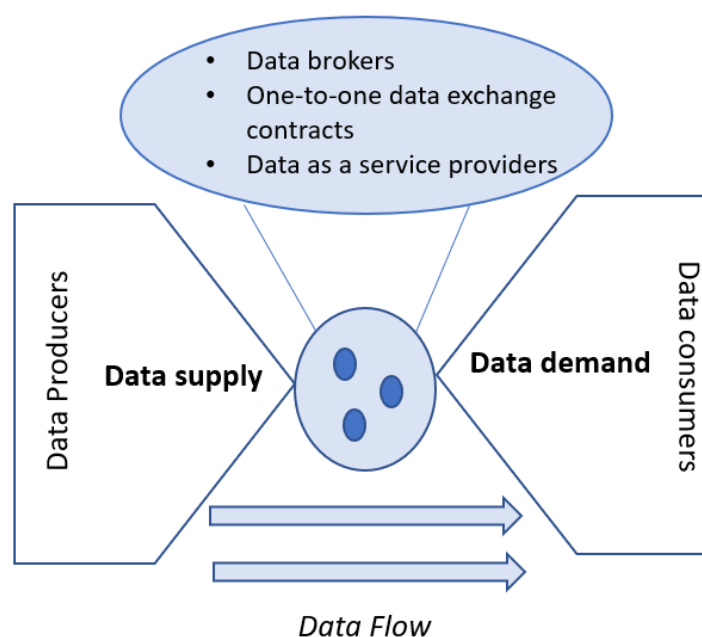 • Data brokers
• One-to-one data exchange
contracts
• Data as a service providers
Data Producers
Data supply
Data demand
Data consumers
Data Flow